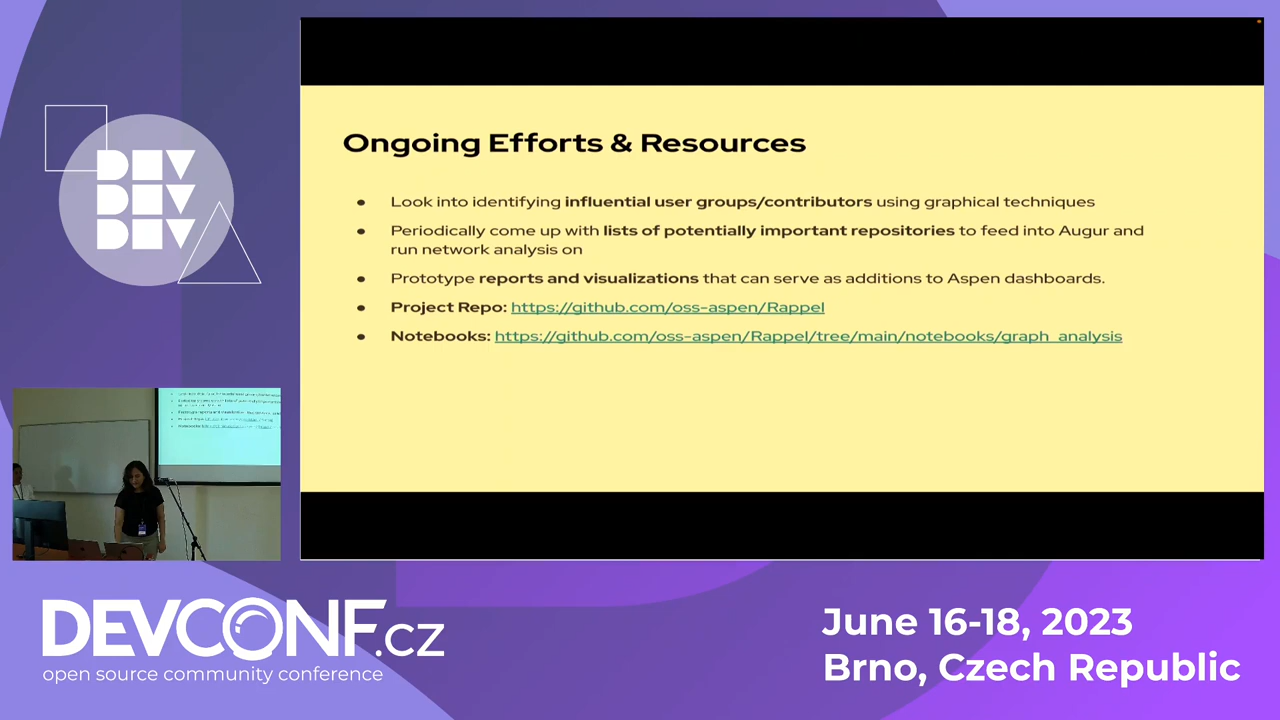 DEV
DEV
DEV
Ongoing Efforts & Resources
● Look into identifying influential user groups/contributors using graphical techniques
● Periodically come up with lists of potentially important repositories to feed into Augur and
run network analysis on
● Prototype reports and visualizations that can serve as additions to Aspen dashboards.
● Project Repo: https://github.com/oss-aspen/Rappel
● Notebooks: https://github.com/oss-aspen/Rappel/tree/main/notebooks/graph_analysis
DEVCONF.cz
open source community conference
June 16-18, 2023
Brno, Czech Republic